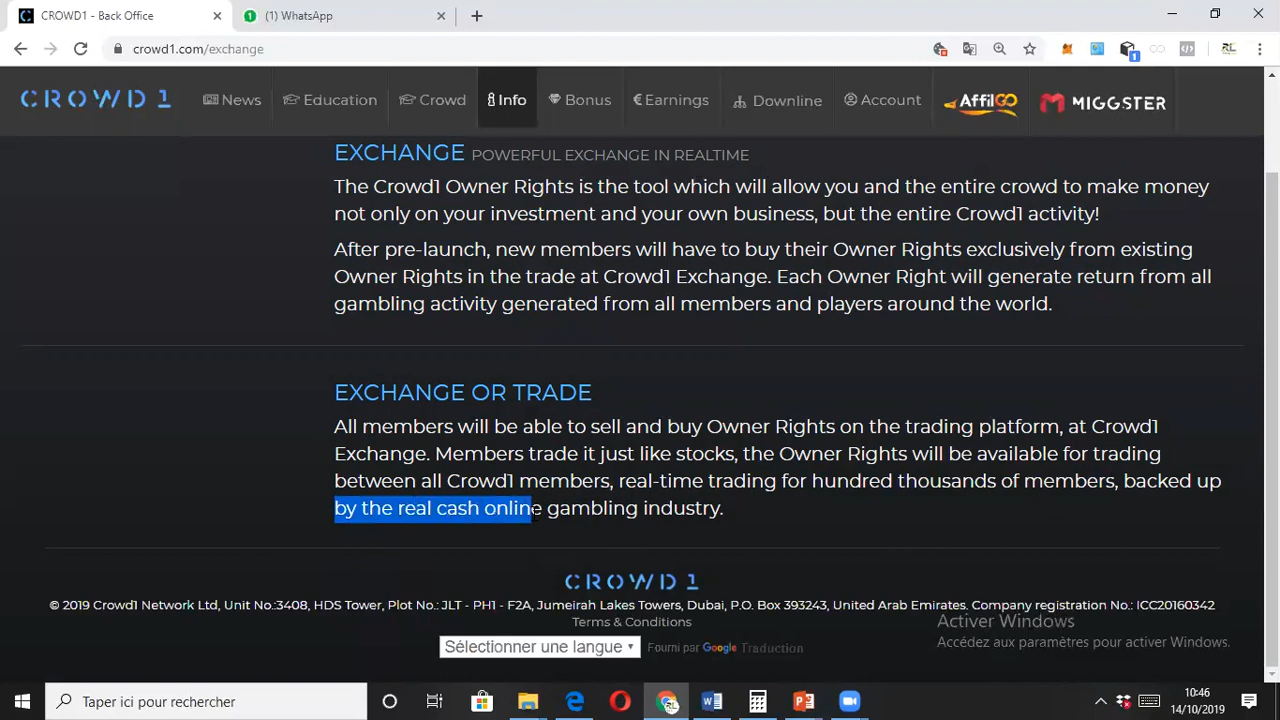 CROWD1 - Back Office
(1) WhatsApp
crowd1.com/exchange
CROWD1 News Education Crowd Info Bonus € Earnings Downline Account AffilGO MIGGSTER
EXCHANGE POWERFUL EXCHANGE IN REALTIME
The Crowd1 Owner Rights is the tool which will allow you and the entire crowd to make money
not only on your investment and your own business, but the entire Crowd1 activity!
After pre-launch, new members will have to buy their Owner Rights exclusively from existing
Owner Rights in the trade at Crowd1 Exchange. Each Owner Right will generate return from all
gambling activity generated from all members and players around the world.
EXCHANGE OR TRADE
All members will be able to sell and buy Owner Rights on the trading platform, at Crowd1
Exchange. Members trade it just like stocks, the Owner Rights will be available for trading
between all Crowd1 members, real-time trading for hundred thousands of members, backed up
by the real cash online gambling industry.
CROWD1
© 2019 Crowd1 Network Ltd, Unit No.:3408, HDS Tower, Plot No.: JLT - PH1 - F2A, Jumeirah Lakes Towers, Dubai, P.O. Box 393243, United Arab Emirates. Company registration No.: ICC20160342
Terms & Conditions
Activer Windows
Accédez aux paramètres pour activer Windows.
Sélectionner une langue Fourni par Google Traduction
Taper ici pour rechercher
10:46
14/10/2019